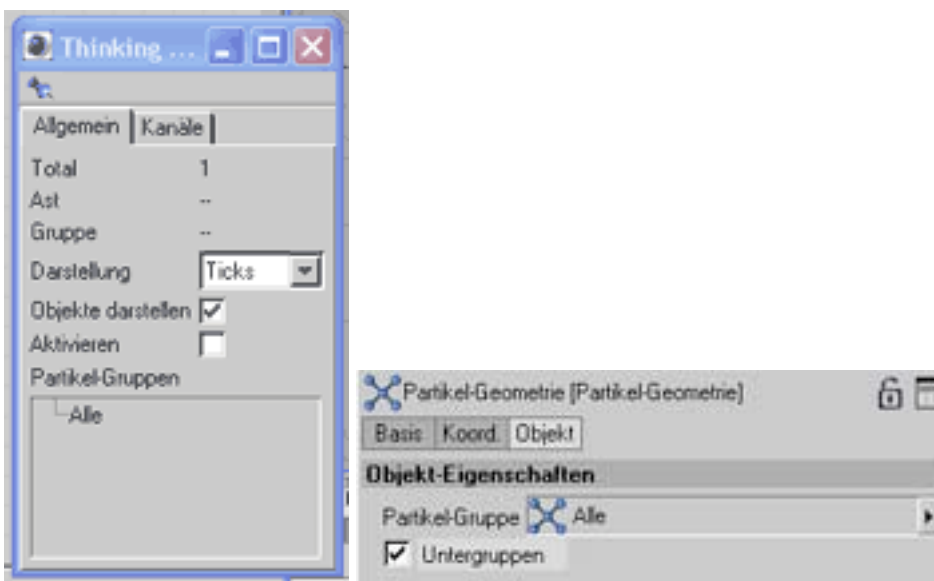 Thinking ...
Allgemein Kanäle
Total 1
Ast --
Gruppe --
Darstellung Ticks
Objekte darstellen
Aktivieren
Partikel-Gruppen
Alle
Partikel-Geometrie [Partikel-Geometrie]
Basis Koord. Objekt
Objekt-Eigenschaften
Partikel-Gruppe Alle
Untergruppen